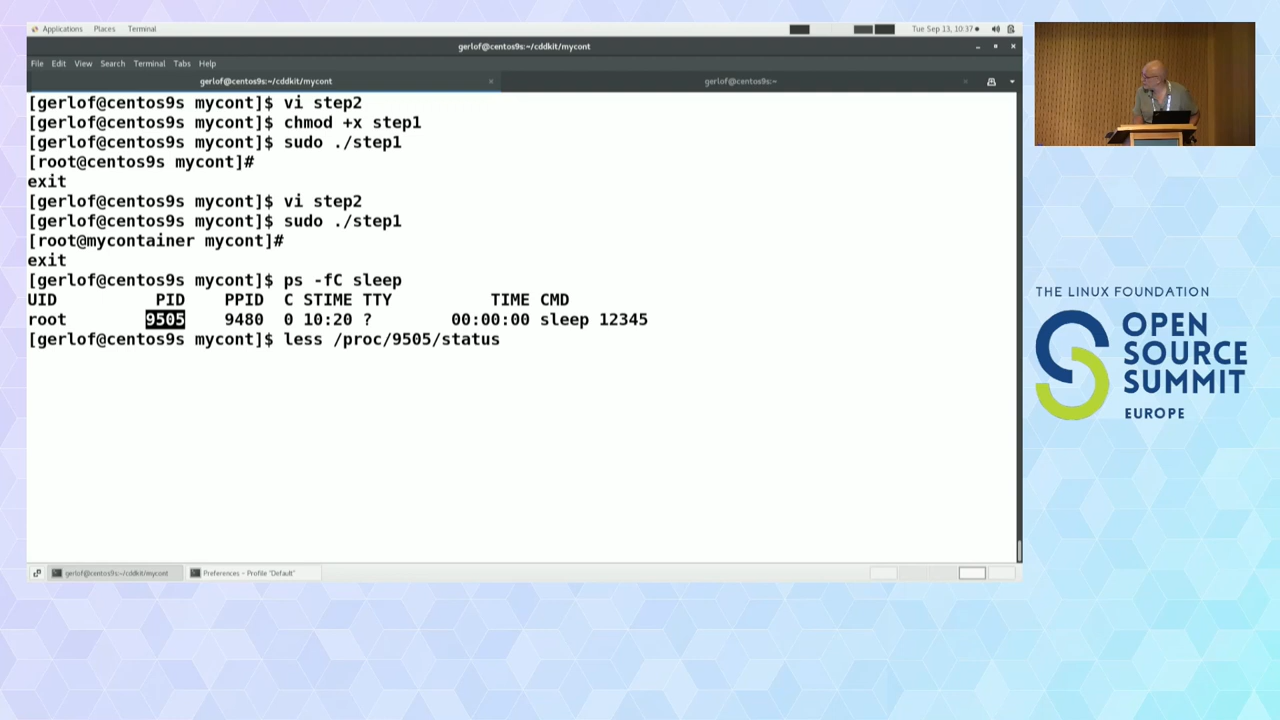 Applications Places Terminal
Tue Sep 13, 10:37
gerlof@centos9s:~/cddkit/mycont
File Edit View Search Terminal Tabs Help
gerlof@centos9s:~/cddkit/mycont
gerlof@centos9s:~
[gerlof@centos9s mycont]$ vi step2
[gerlof@centos9s mycont]$ chmod +x step1
[gerlof@centos9s mycont]$ sudo ./step1
[root@centos9s mycont]#
exit
[gerlof@centos9s mycont]$ vi step2
[gerlof@centos9s mycont]$ sudo ./step1
[root@mycontainer mycont]#
exit
[gerlof@centos9s mycont]$ ps -fC sleep
UID PID PPID C STIME TTY TIME CMD
root 9505 9480 0 10:20 ? 00:00:00 sleep 12345
[gerlof@centos9s mycont]$ less /proc/9505/status
gerlof@centos9s:~/cddkit/mycont
Preferences – Profile "Default"
THE LINUX FOUNDATION
OPEN
SOURCE
SUMMIT
EUROPE